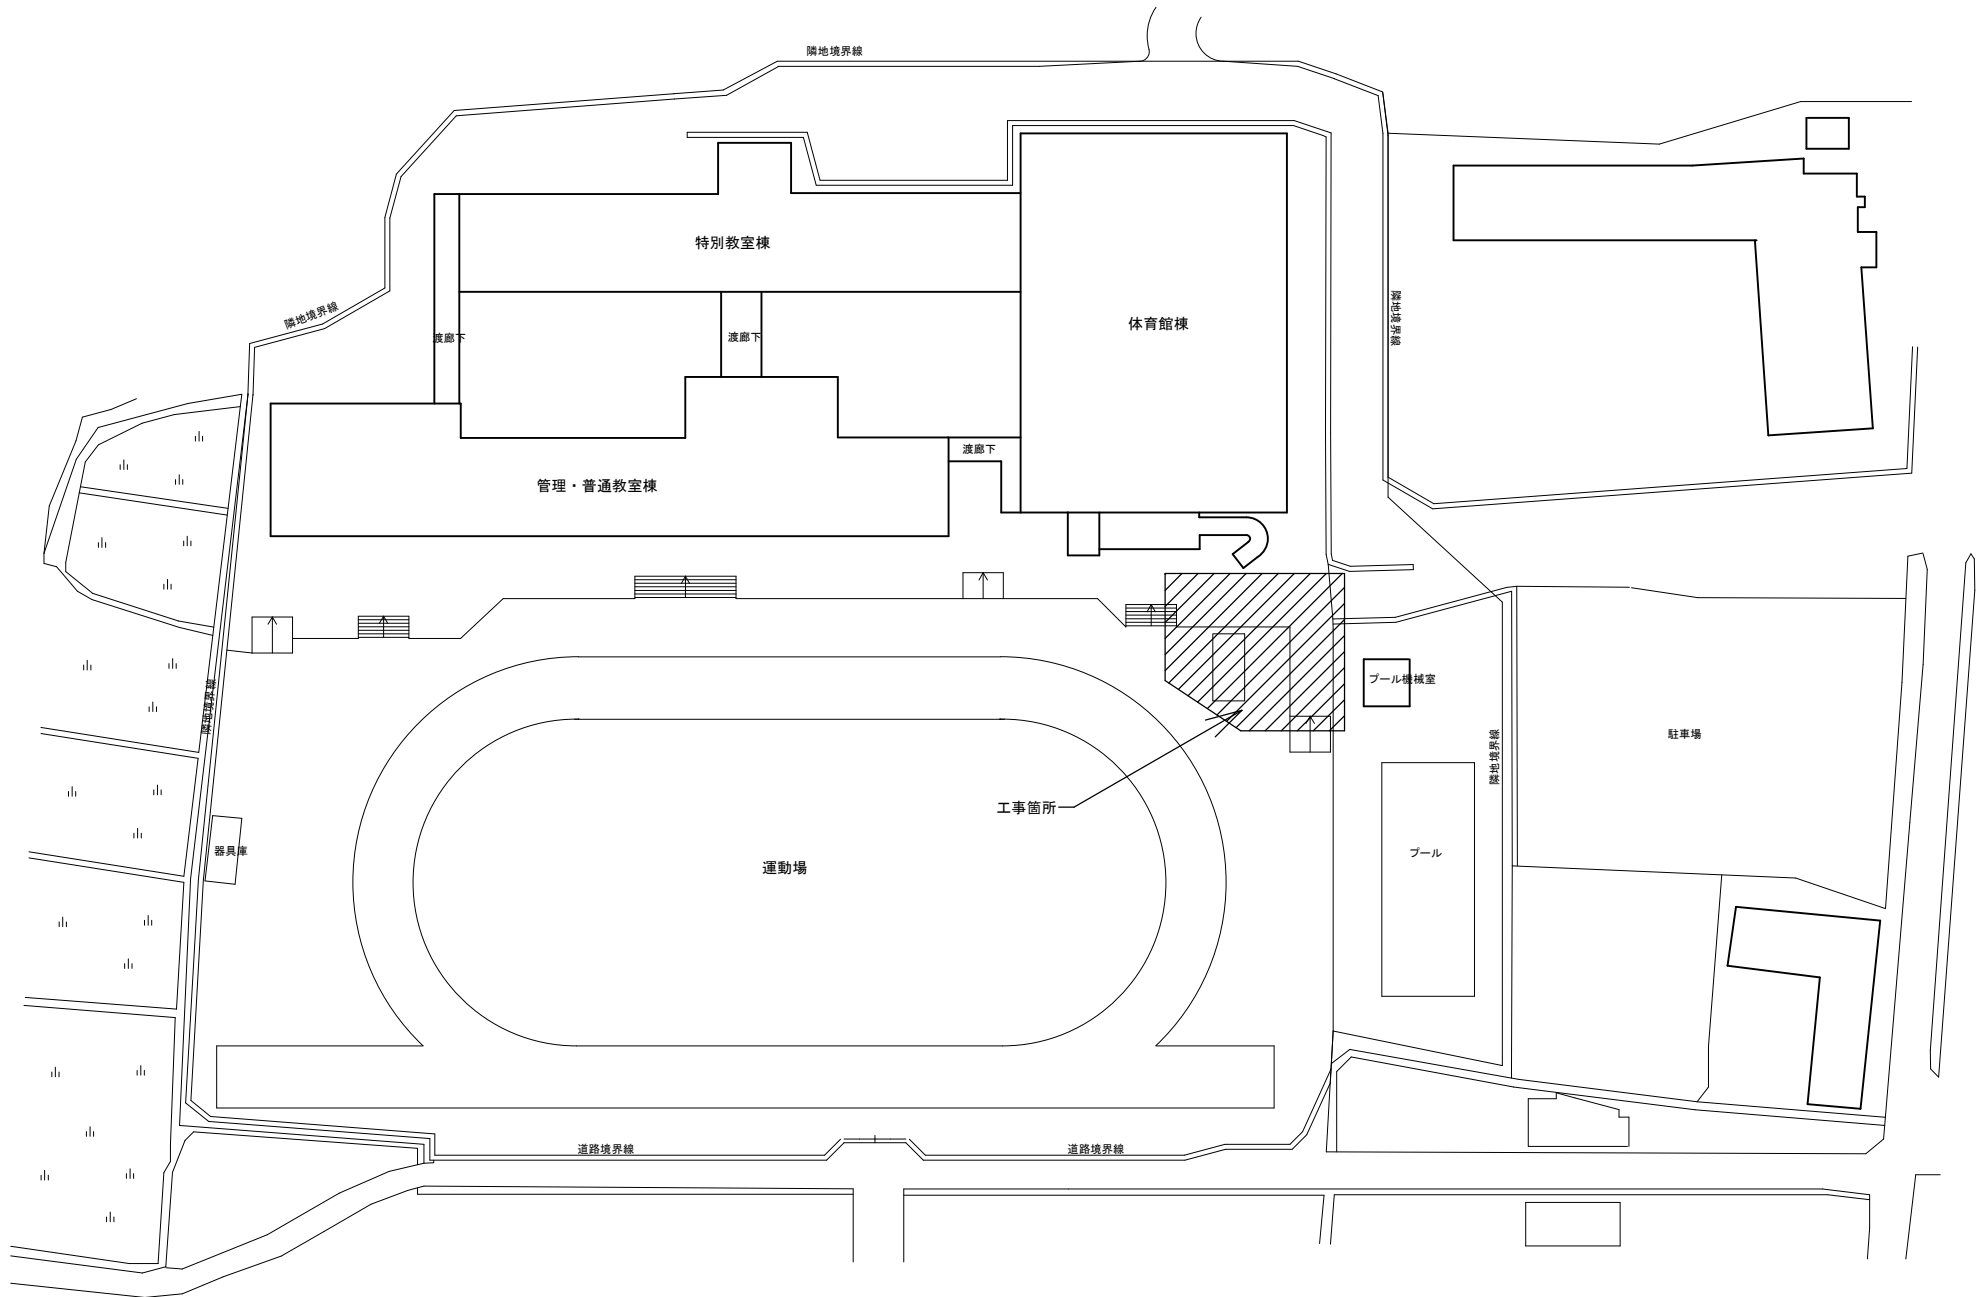 隣地境界線
特別教室棟
隣地境界線
渡廊下
渡廊下
体育館棟
隣地境界線
渡廊下
管理・普通教室棟
隣地境界線
プール機械室
隣地境界線
駐車場
工事箇所
器具庫
運動場
プール
道路境界線
道路境界線